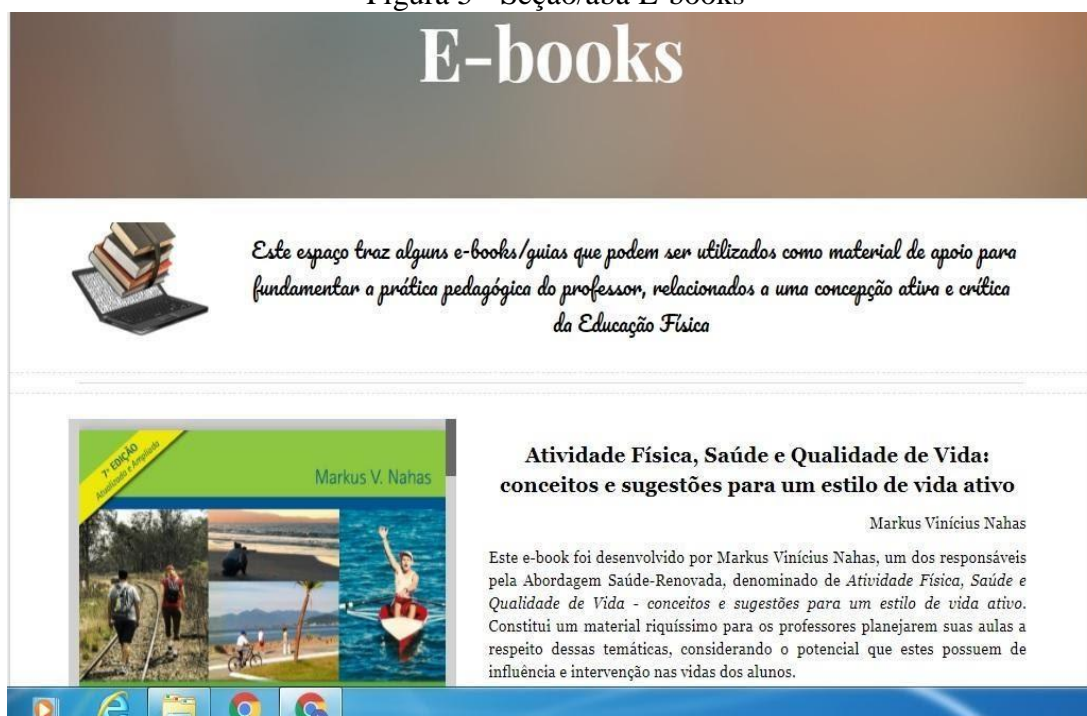 Seção/aba E-books
E-books
Este espaço traz alguns e-books/guias que podem ser utilizados como material de apoio para
fundamentar a prática pedagógica do professor, relacionados a uma concepção ativa e crítica
da Educação Física
7ª EDIÇÃO
Atualizada e Ampliada
Markus V. Nahas
Atividade Física, Saúde e Qualidade de Vida:
conceitos e sugestões para um estilo de vida ativo
Markus Vinícius Nahas
Este e-book foi desenvolvido por Markus Vinícius Nahas, um dos responsáveis
pela Abordagem Saúde-Renovada, denominado de Atividade Física, Saúde e
Qualidade de Vida - conceitos e sugestões para um estilo de vida ativo.
Constitui um material riquíssimo para os professores planejarem suas aulas a
respeito dessas temáticas, considerando o potencial que estes possuem de
influência e intervenção nas vidas dos alunos.